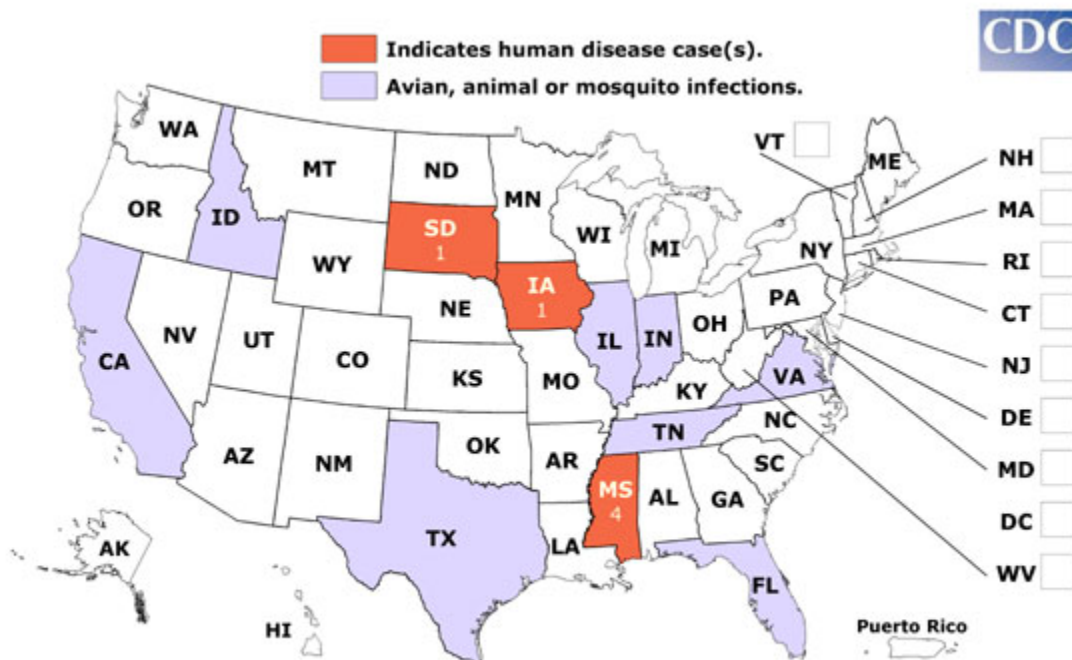 CDC
Indicates human disease case(s).
Avian, animal or mosquito infections.
WA
MT
ND
MN
VT
ME
NH
OR
ID
SD
1
WI
MI
NY
MA
WY
RI
IA
1
PA
CT
NE
NV
UT
CO
IL
IN
OH
NJ
CA
KS
MO
KY
VA
DE
AZ
NM
OK
AR
TN
NC
MD
SC
MS
4
AL
GA
DC
TX
LA
AK
WV
FL
HI
Puerto Rico